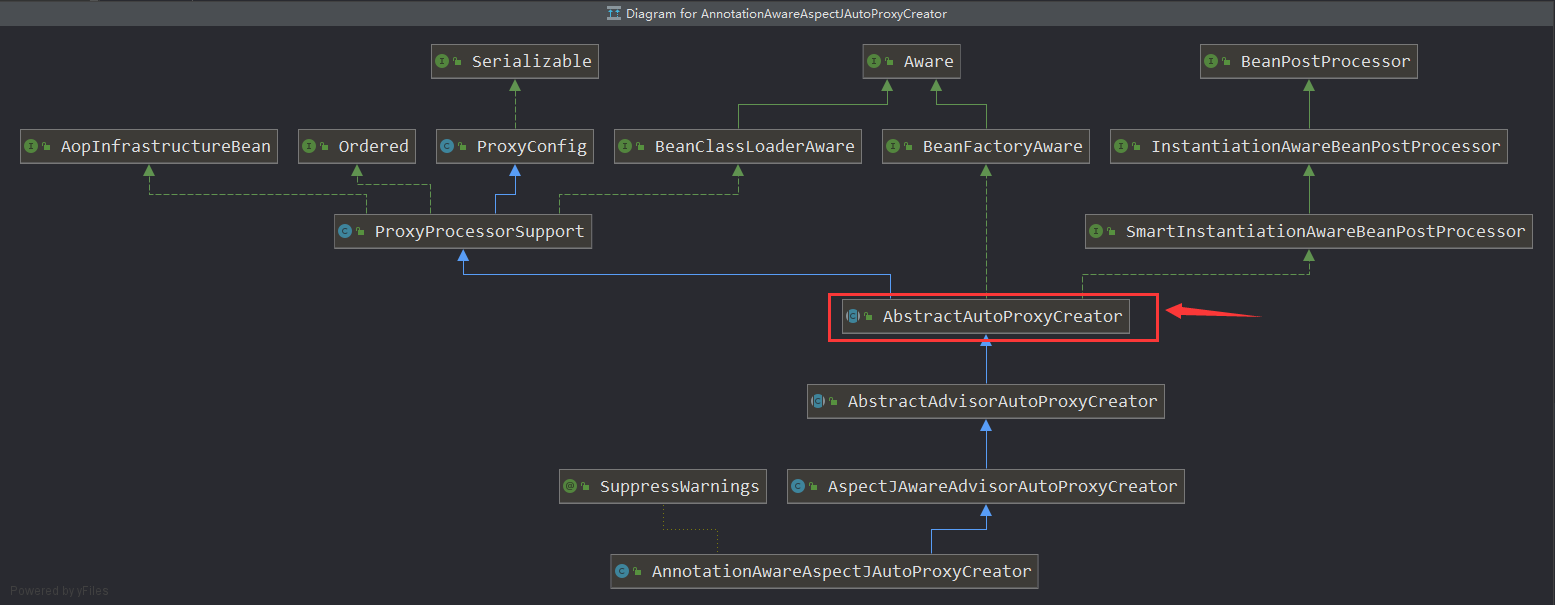 Diagram for AnnotationAwareAspectJAutoProxyCreator
Serializable
Aware
BeanPostProcessor
AopInfrastructureBean
Ordered
ProxyConfig
BeanClassLoaderAware
BeanFactoryAware
InstantiationAwareBeanPostProcessor
ProxyProcessorSupport
SmartInstantiationAwareBeanPostProcessor
AbstractAutoProxyCreator
AbstractAdvisorAutoProxyCreator
SuppressWarnings
AspectJAwareAdvisorAutoProxyCreator
AnnotationAwareAspectJAutoProxyCreator
Powered by yFiles